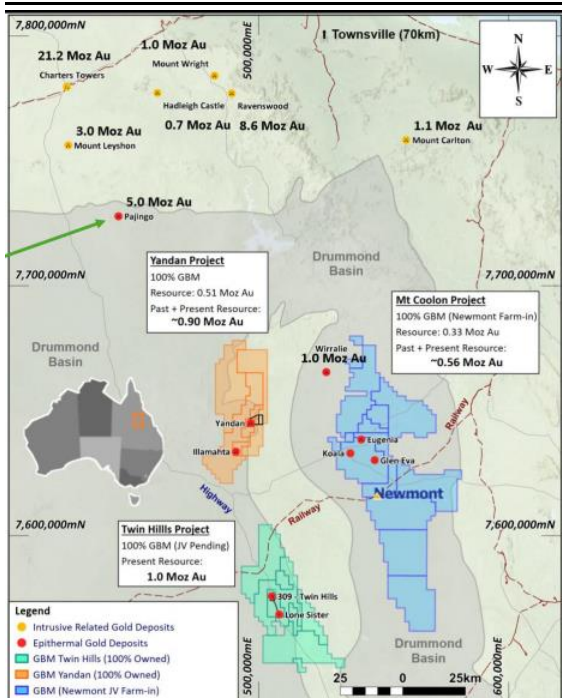 7,800,000mN
500,000mE
Townsville (70km)
N
W E
S
21.2 Moz Au
Charters Towers
1.0 Moz Au
Mount Wright
Hadleigh Castle
Ravenswood
0.7 Moz Au
8.6 Moz Au
3.0 Moz Au
Mount Leyshon
1.1 Moz Au
Mount Carlton
5.0 Moz Au
Pajingo
Drummond
Basin
Yandan Project
100% GBM
Resource: 0.51 Moz Au
Past + Present Resource:
~0.90 Moz Au
7,700,000mN
7,700,000mN
Mt Coolon Project
100% GBM (Newmont Farm-in)
Resource: 0.33 Moz Au
Past + Present Resource:
~0.56 Moz Au
Drummond
Basin
Wirralie
1.0 Moz Au
Railway
Yandan
Illamahta
Eugenia
Koala
Glen Eva
Newmont
Highway
Railway
7,600,000mN
7,600,000mN
Twin Hillls Project
100% GBM (JV Pending)
Present Resource:
1.0 Moz Au
309 - Twin Hills
Lone Sister
Legend
Intrusive Related Gold Deposits
Epithermal Gold Deposits
GBM Twin Hills (100% Owned)
GBM Yandan (100% Owned)
GBM (Newmont JV Farm-in)
500,000mE
Drummond
Basin
25 0 25km